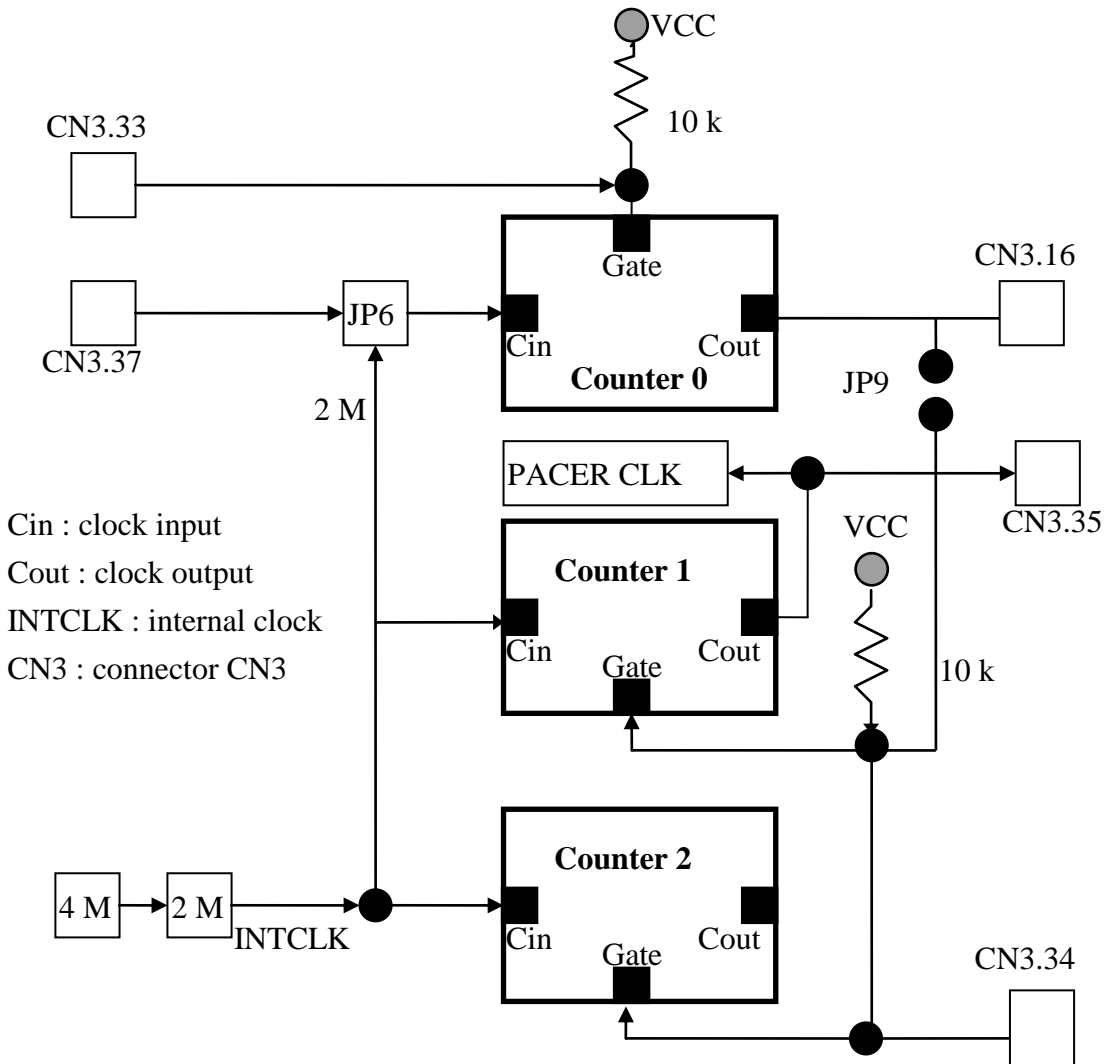 VCC
10 k
CN3.33
Gate
CN3.16
JP6
Cin
Cout
CN3.37
Counter 0
JP9
2 M
PACER CLK
CN3.35
VCC
Cin : clock input
Cout : clock output
INTCLK : internal clock
CN3 : connector CN3
Counter 1
Cin
Cout
Gate
10 k
Counter 2
4 M
2 M
INTCLK
Cin
Cout
Gate
CN3.34